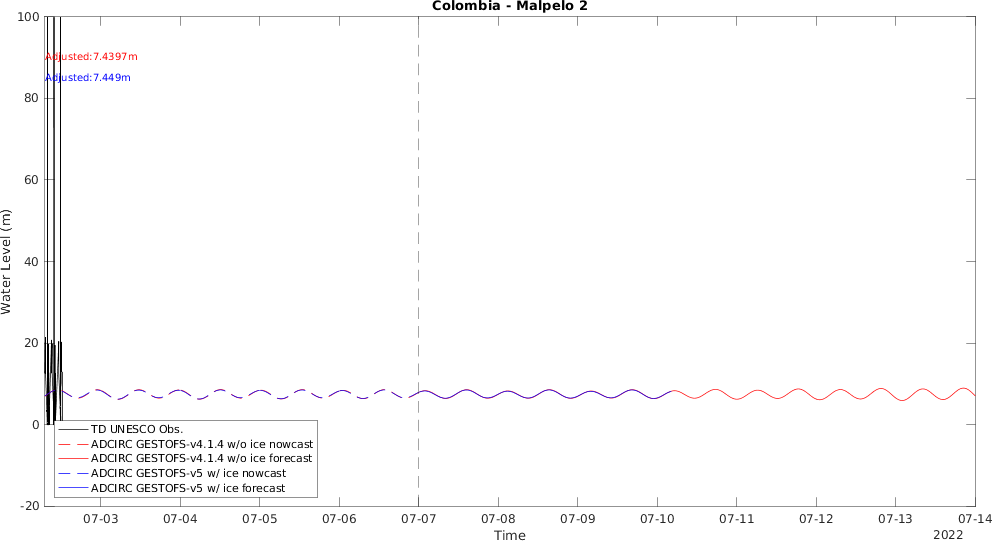 Colombia - Malpelo 2
100
80
60
40
20
0
-20
Water Level (m)
Adjusted:7.4397m
Adjusted:7.449m
TD UNESCO Obs.
ADCIRC GESTOFS-v4.1.4 w/o ice nowcast
ADCIRC GESTOFS-v4.1.4 w/o ice forecast
ADCIRC GESTOFS-v5 w/ ice nowcast
ADCIRC GESTOFS-v5 w/ ice forecast
07-03 07-04 07-05 07-06 07-07 07-08 07-09 07-10 07-11 07-12 07-13 07-14
Time
2022